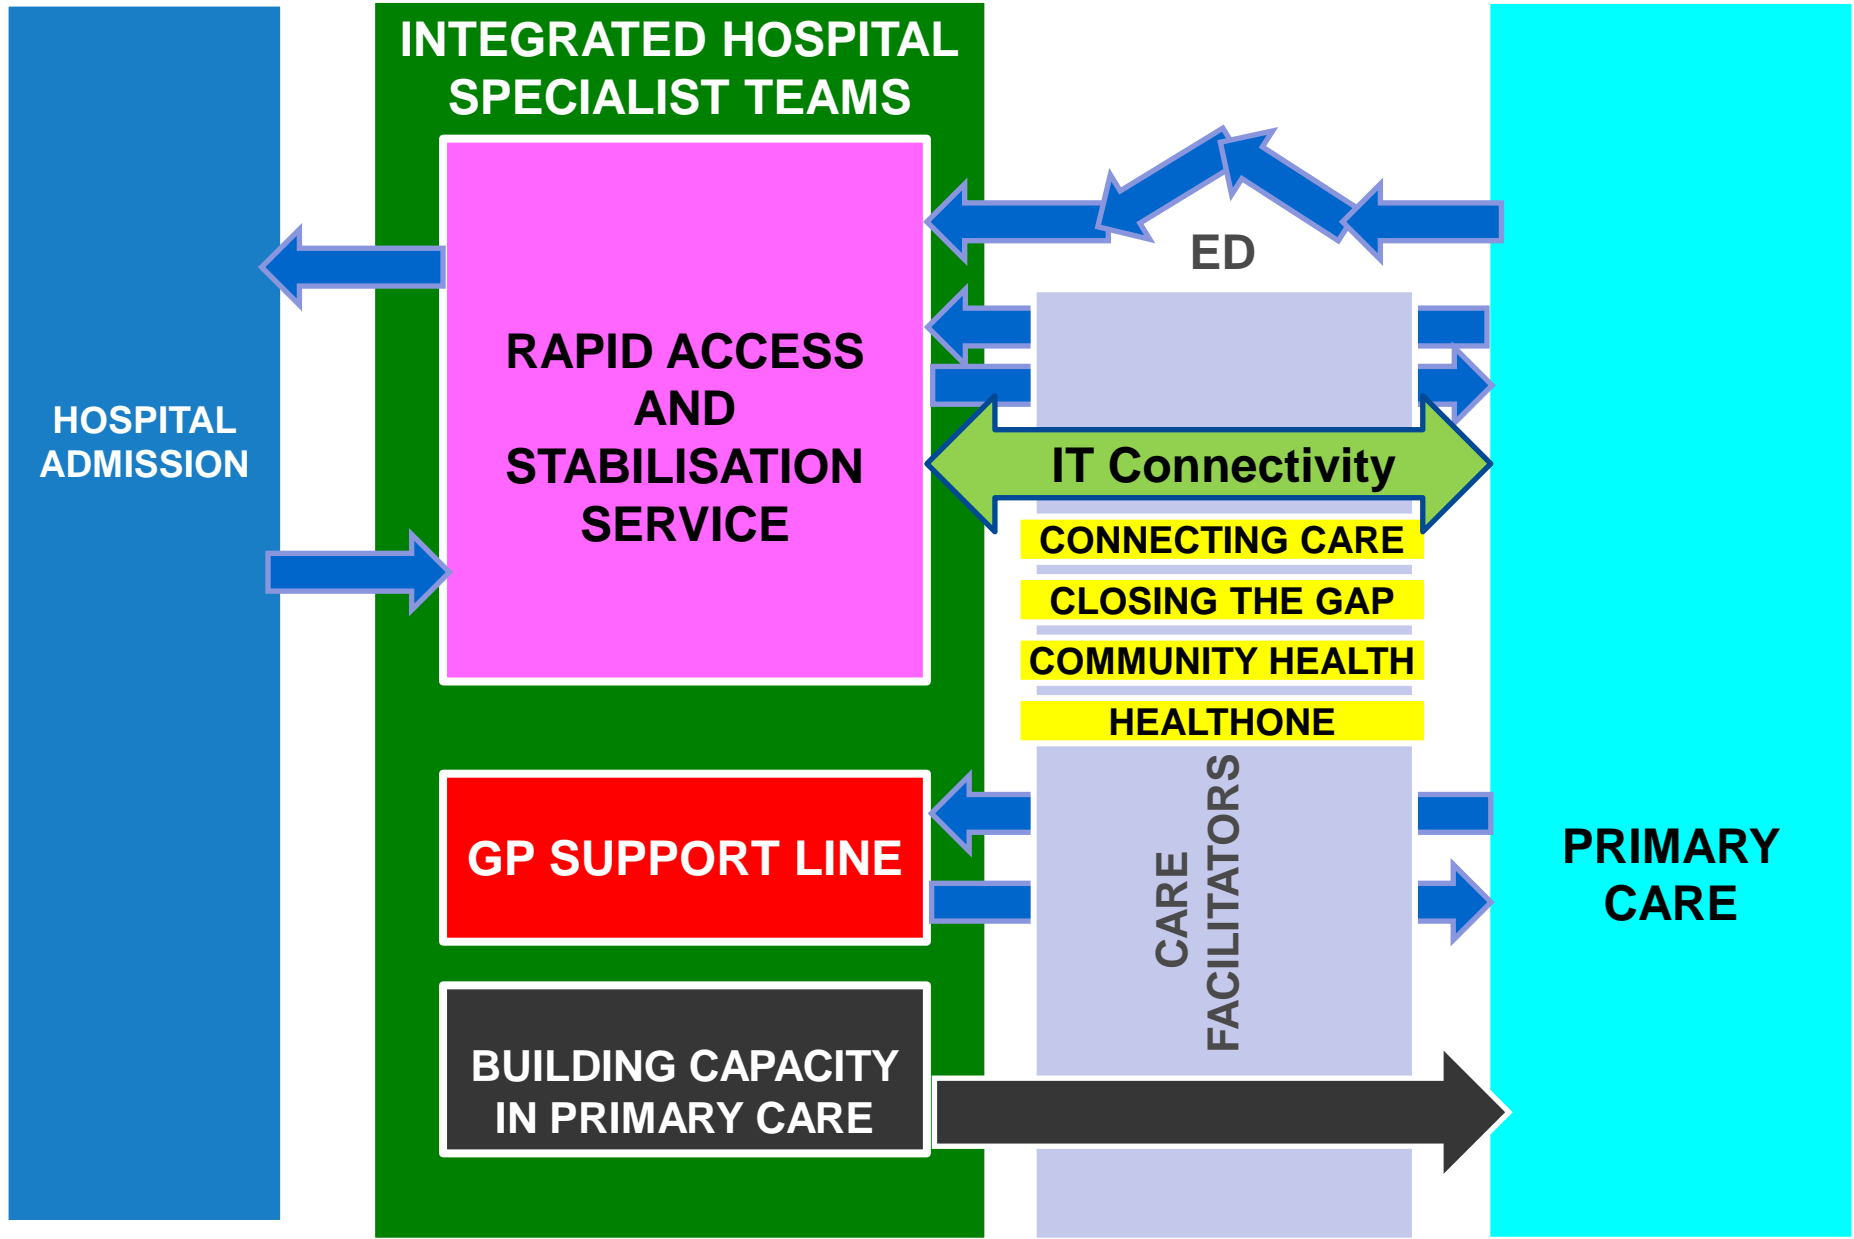 INTEGRATED HOSPITAL
SPECIALIST TEAMS
HOSPITAL
ADMISSION
RAPID ACCESS
AND
STABILISATION
SERVICE
ED
IT Connectivity
CONNECTING CARE
CLOSING THE GAP
COMMUNITY HEALTH
HEALTHONE
CARE
FACILITATORS
GP SUPPORT LINE
BUILDING CAPACITY
IN PRIMARY CARE
PRIMARY
CARE